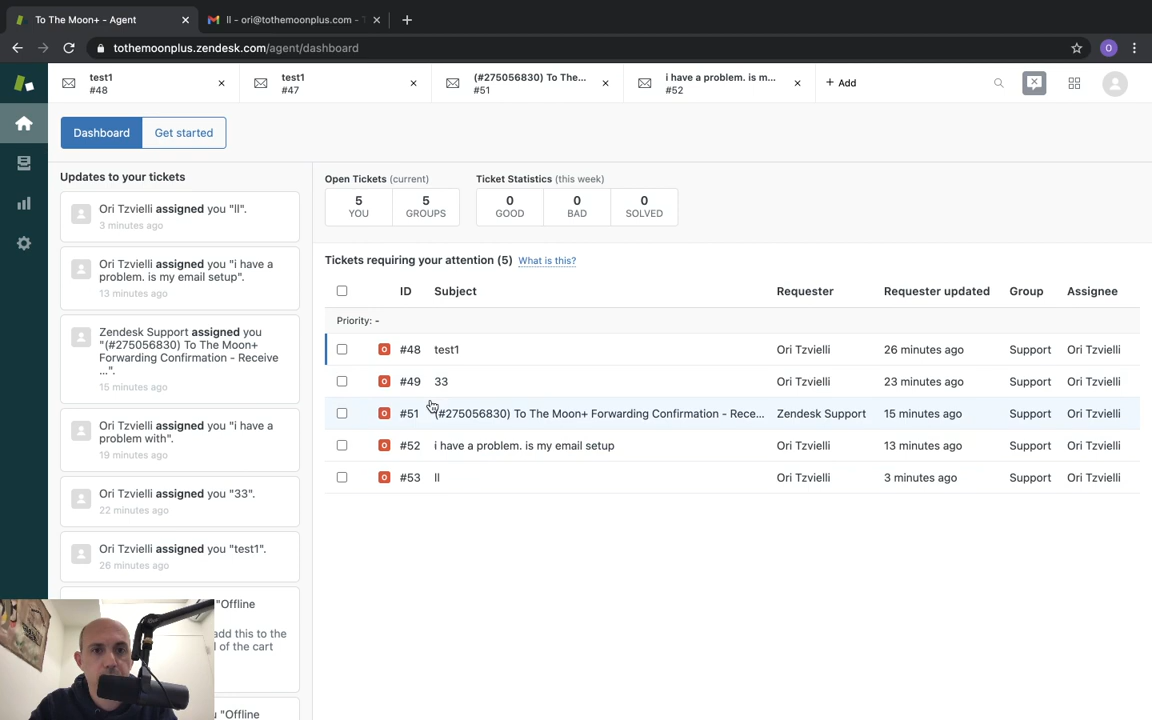 To The Moon+ - Agent
ll - ori@tothemoonplus.com - T
tothemoonplus.zendesk.com/agent/dashboard
O
test1
#48
test1
#47
(#275056830) To The...
#51
i have a problem. is m...
#52
+ Add
Dashboard
Get started
Updates to your tickets
Ori Tzvielli assigned you "ll".
3 minutes ago
Ori Tzvielli assigned you "i have a
problem. is my email setup".
13 minutes ago
Zendesk Support assigned you
"(#275056830) To The Moon+
Forwarding Confirmation - Receive
...".
15 minutes ago
Ori Tzvielli assigned you "i have a
problem with".
19 minutes ago
Ori Tzvielli assigned you "33".
22 minutes ago
Ori Tzvielli assigned you "test1".
26 minutes ago
"Offline
add this to the
of the cart
"Offline
Open Tickets (current)
5
YOU
5
GROUPS
Ticket Statistics (this week)
0
GOOD
0
BAD
0
SOLVED
Tickets requiring your attention (5) What is this?
ID Subject Requester Requester updated Group Assignee
Priority: -
O #48 test1 Ori Tzvielli 26 minutes ago Support Ori Tzvielli
O #49 33 Ori Tzvielli 23 minutes ago Support Ori Tzvielli
O #51 (#275056830) To The Moon+ Forwarding Confirmation - Rece... Zendesk Support 15 minutes ago Support Ori Tzvielli
O #52 i have a problem. is my email setup Ori Tzvielli 13 minutes ago Support Ori Tzvielli
O #53 ll Ori Tzvielli 3 minutes ago Support Ori Tzvielli